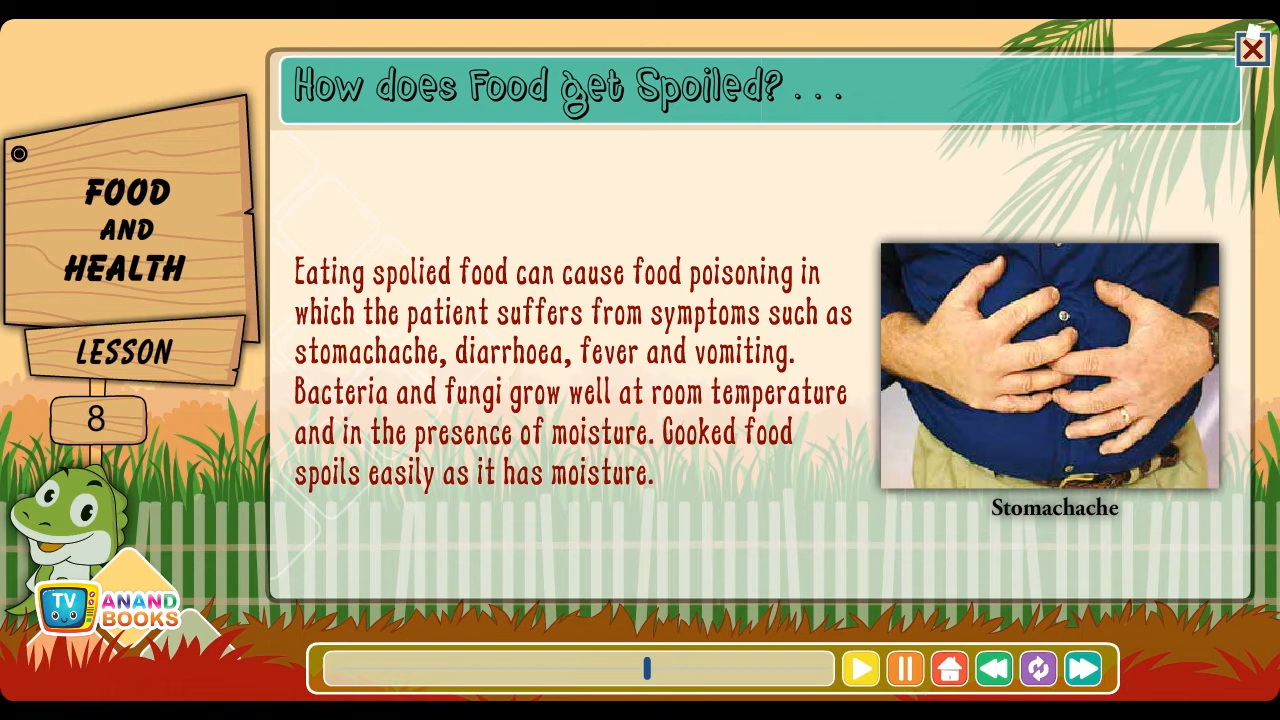 How does Food get Spoiled? . . .
FOOD
AND
HEALTH
LESSON
8
Eating spolied food can cause food poisoning in
which the patient suffers from symptoms such as
stomachache, diarrhoea, fever and vomiting.
Bacteria and fungi grow well at room temperature
and in the presence of moisture. Cooked food
spoils easily as it has moisture.
Stomachache
TV
ANAND
BOOKS